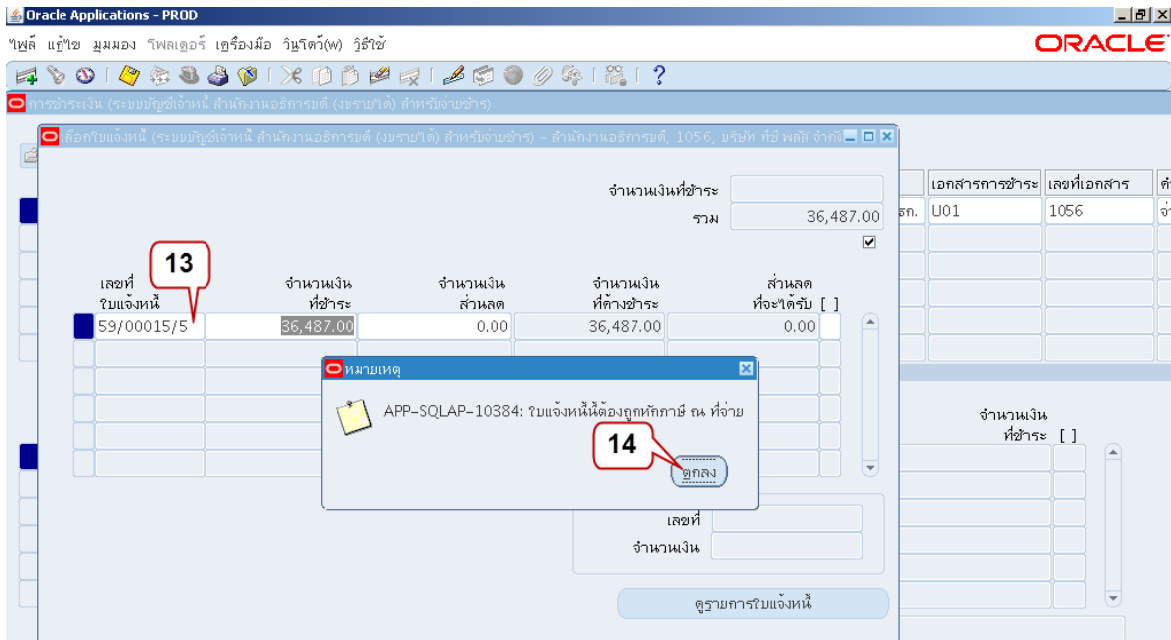 Oracle Applications - PROD
ไฟล์ แก้ไข มุมมอง โฟลเดอร์ เครื่องมือ วินโดว์(w) วิธีใช้
ORACLE
การชำระเงิน (ระบบบัญชีเจ้าหนี้ สำนักงานอธิการบดี (งบรายได้) สำหรับจ่ายชำระ)
เลือกใบแจ้งหนี้ (ระบบบัญชีเจ้าหนี้ สำนักงานอธิการบดี (งบรายได้) สำหรับจ่ายชำระ) - สำนักงานอธิการบดี, 1056, บริษัท ทีซี พลัส จำกัด
จำนวนเงินที่ชำระ
รวม 36,487.00
เอกสารการชำระ เลขที่เอกสาร
U01 1056
13
เลขที่ใบแจ้งหนี้ จำนวนเงินที่ชำระ จำนวนเงินส่วนลด จำนวนเงินที่ค้างชำระ ส่วนลดที่จะได้รับ [ ]
59/00015/5 36,487.00 0.00 36,487.00 0.00
หมายเหตุ
APP-SQLAP-10384: ใบแจ้งหนี้นี้ต้องถูกหักภาษี ณ ที่จ่าย
14
ตกลง
จำนวนเงิน
ที่ชำระ [ ]
เลขที่
จำนวนเงิน
ดูรายการใบแจ้งหนี้